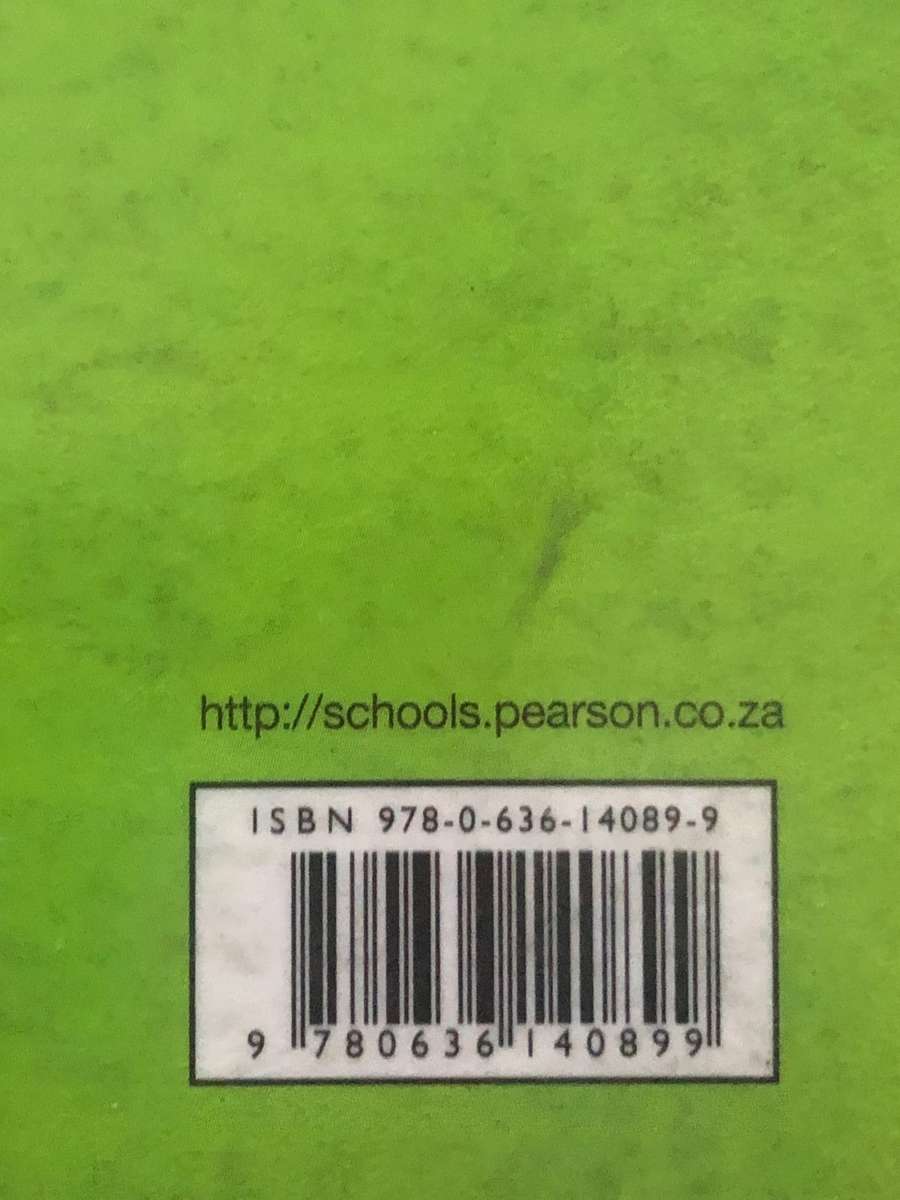 http://schools.pearson.co.za
ISBN 978-0-636-14089-9
9 780636 140899